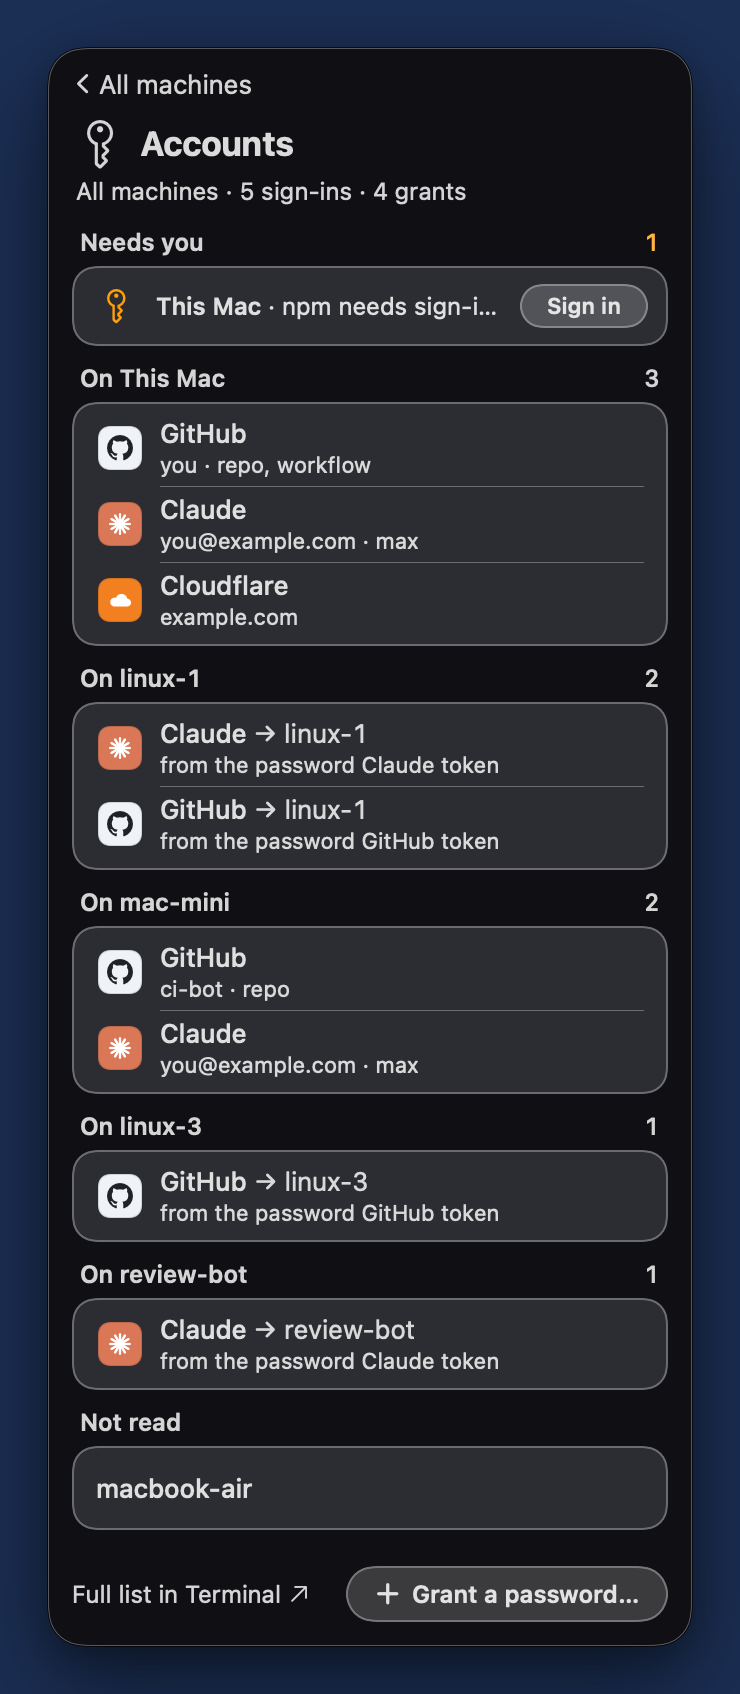 All machines
Accounts
All machines · 5 sign-ins · 4 grants
Needs you 1
This Mac · npm needs sign-i... Sign in
On This Mac 3
GitHub
you · repo, workflow
Claude
you@example.com · max
Cloudflare
example.com
On linux-1 2
Claude → linux-1
from the password Claude token
GitHub → linux-1
from the password GitHub token
On mac-mini 2
GitHub
ci-bot · repo
Claude
you@example.com · max
On linux-3 1
GitHub → linux-3
from the password GitHub token
On review-bot 1
Claude → review-bot
from the password Claude token
Not read
macbook-air
Full list in Terminal ↗ + Grant a password...